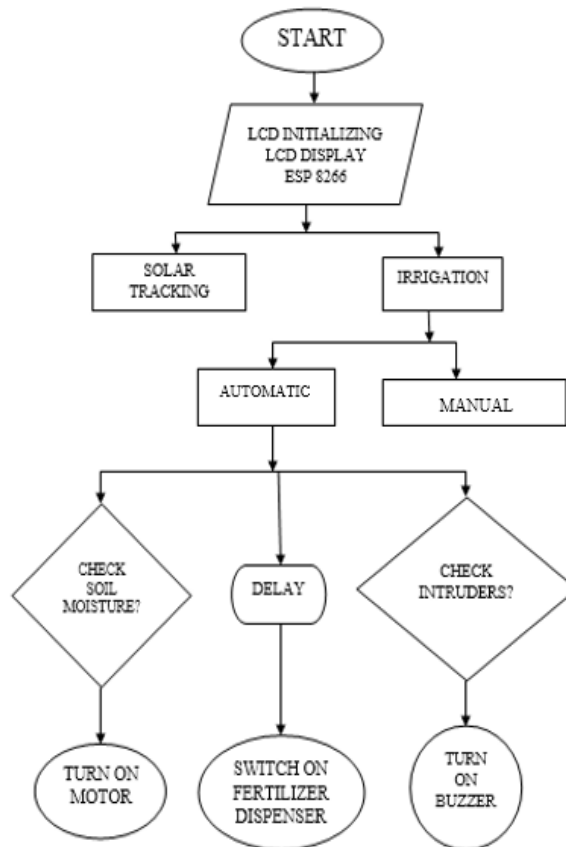 START
LCD INITIALIZING
LCD DISPLAY
ESP 8266
SOLAR
TRACKING
IRRIGATION
AUTOMATIC
MANUAL
CHECK
SOIL
MOISTURE?
DELAY
CHECK
INTRUDERS?
TURN ON
MOTOR
SWITCH ON
FERTILIZER
DISPENSER
TURN
ON
BUZZER